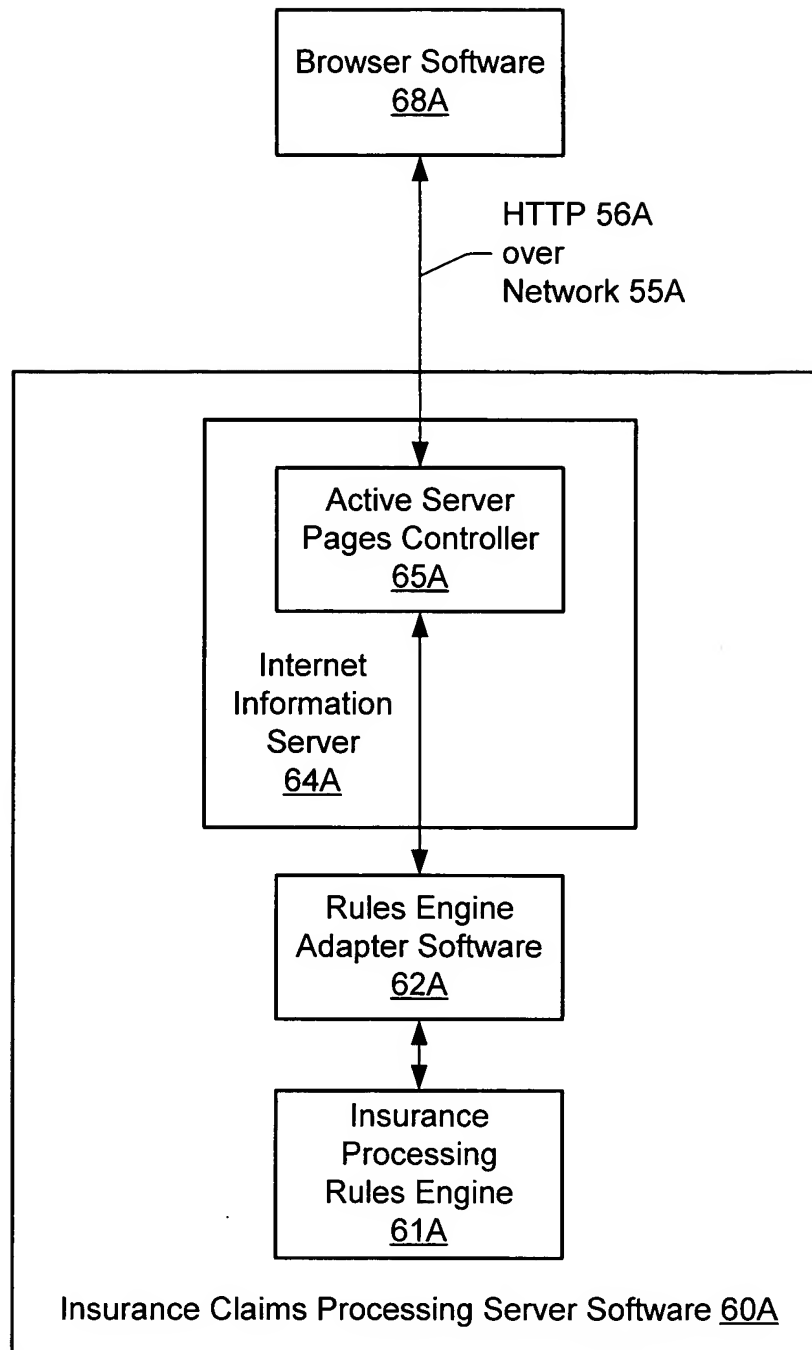 Browser Software
68A
HTTP 56A
over
Network 55A
Active Server
Pages Controller
65A
Internet
Information
Server
64A
Rules Engine
Adapter Software
62A
Insurance
Processing
Rules Engine
61A
Insurance Claims Processing Server Software 60A